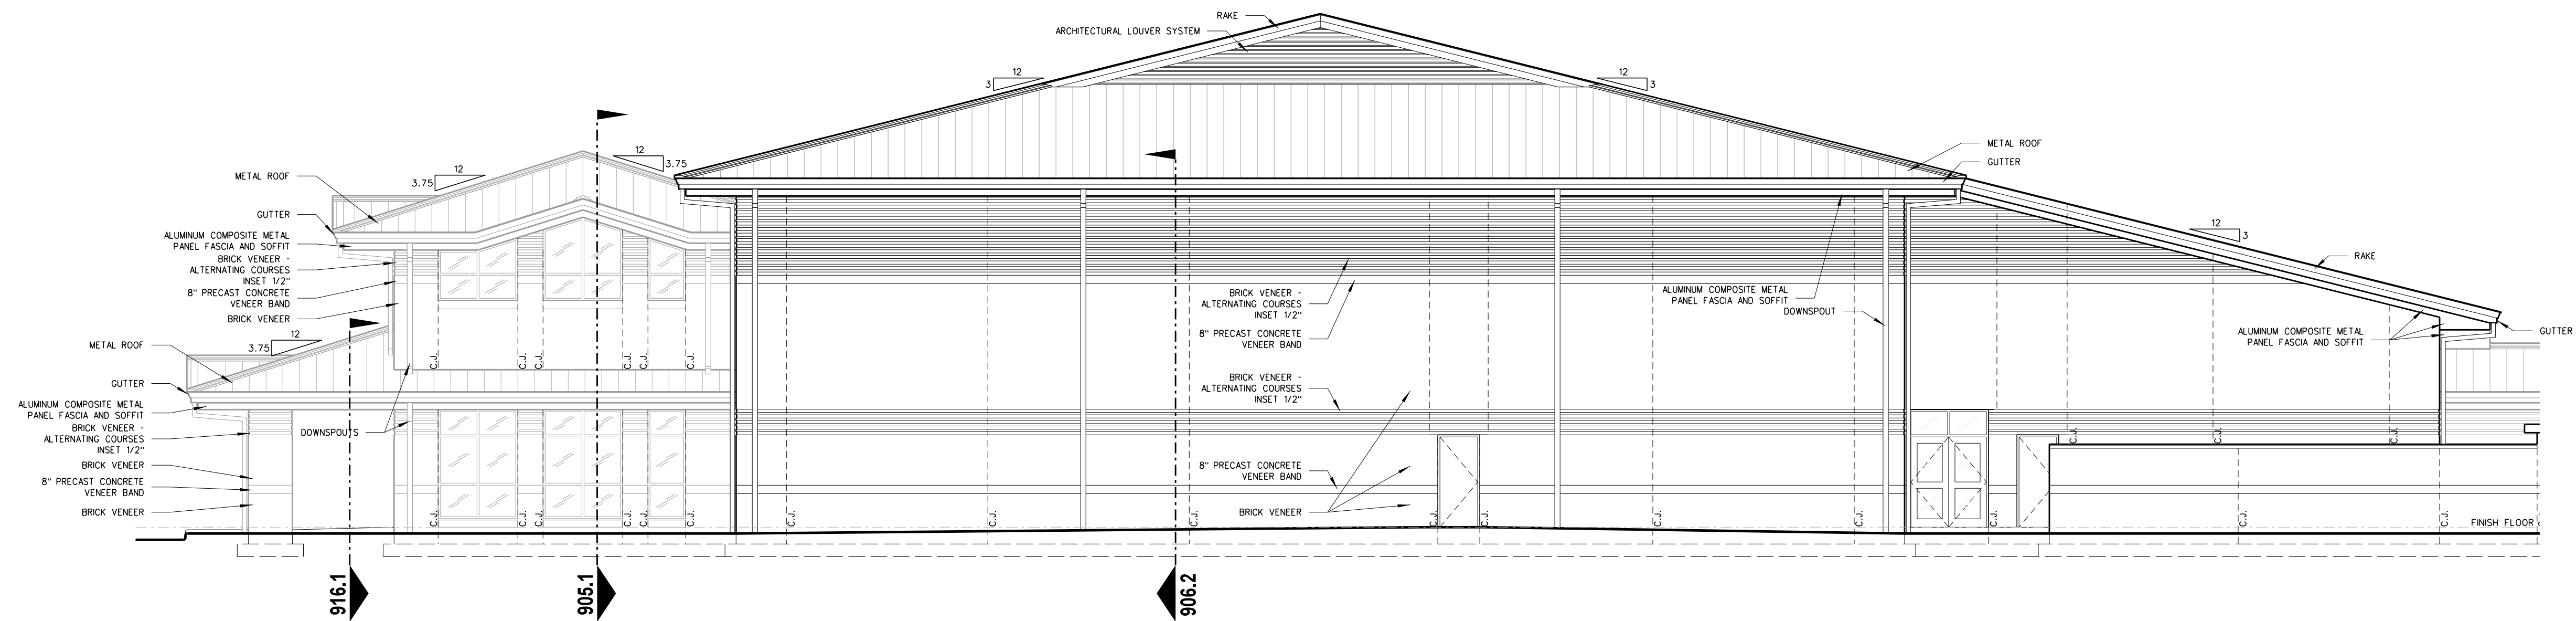 RAKE
ARCHITECTURAL LOUVER SYSTEM
12
3
12
3
12
3.75
12
3.75
METAL ROOF
GUTTER
ALUMINUM COMPOSITE METAL
PANEL FASCIA AND SOFFIT
BRICK VENEER -
ALTERNATING COURSES
INSET 1/2"
8" PRECAST CONCRETE
VENEER BAND
BRICK VENEER
12
3.75
METAL ROOF
GUTTER
ALUMINUM COMPOSITE METAL
PANEL FASCIA AND SOFFIT
BRICK VENEER -
ALTERNATING COURSES
INSET 1/2"
BRICK VENEER
8" PRECAST CONCRETE
VENEER BAND
BRICK VENEER
DOWNSPOUTS
C.J.
C.J.
C.J.
C.J.
C.J.
C.J.
C.J.
C.J.
C.J.
C.J.
C.J.
C.J.
BRICK VENEER -
ALTERNATING COURSES
INSET 1/2"
8" PRECAST CONCRETE
VENEER BAND
BRICK VENEER -
ALTERNATING COURSES
INSET 1/2"
8" PRECAST CONCRETE
VENEER BAND
BRICK VENEER
METAL ROOF
GUTTER
ALUMINUM COMPOSITE METAL
PANEL FASCIA AND SOFFIT
DOWNSPOUT
12
3
RAKE
ALUMINUM COMPOSITE METAL
PANEL FASCIA AND SOFFIT
GUTTER
C.J.
C.J.
C.J.
C.J.
C.J.
C.J.
C.J.
C.J.
C.J.
C.J.
C.J.
C.J.
C.J.
C.J.
FINISH FLOOR
916.1
905.1
906.2